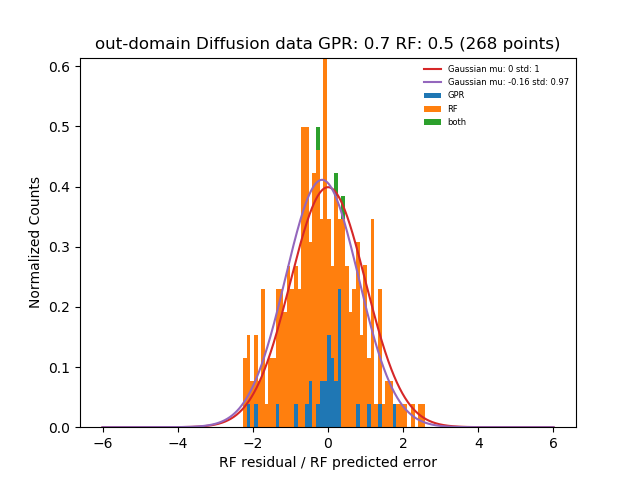 out-domain Diffusion data GPR: 0.7 RF: 0.5 (268 points)
Gaussian mu: 0 std: 1
Gaussian mu: -0.16 std: 0.97
GPR
RF
both
Normalized Counts
0.6
0.5
0.4
0.3
0.2
0.1
0.0
−6 −4 −2 0 2 4 6
RF residual / RF predicted error